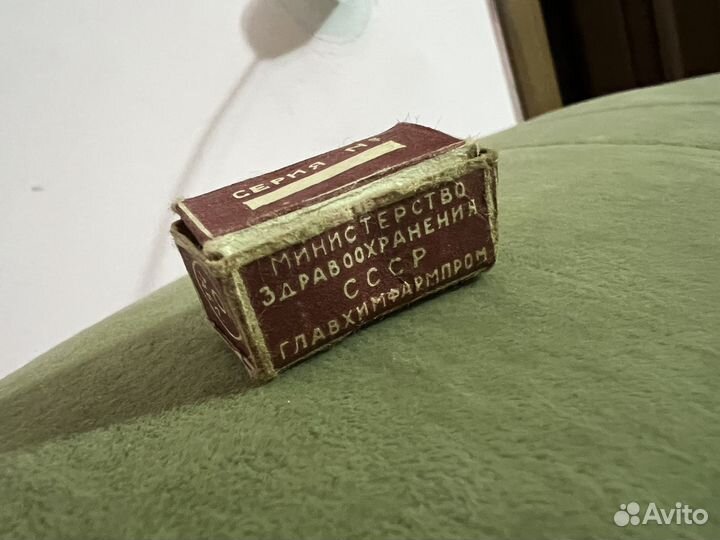 СЕРИЯ №
МИНИСТЕРСТВО
ЗДРАВООХРАНЕНИЯ
СССР
ГЛАВХИМФАРМПРОМ
Avito